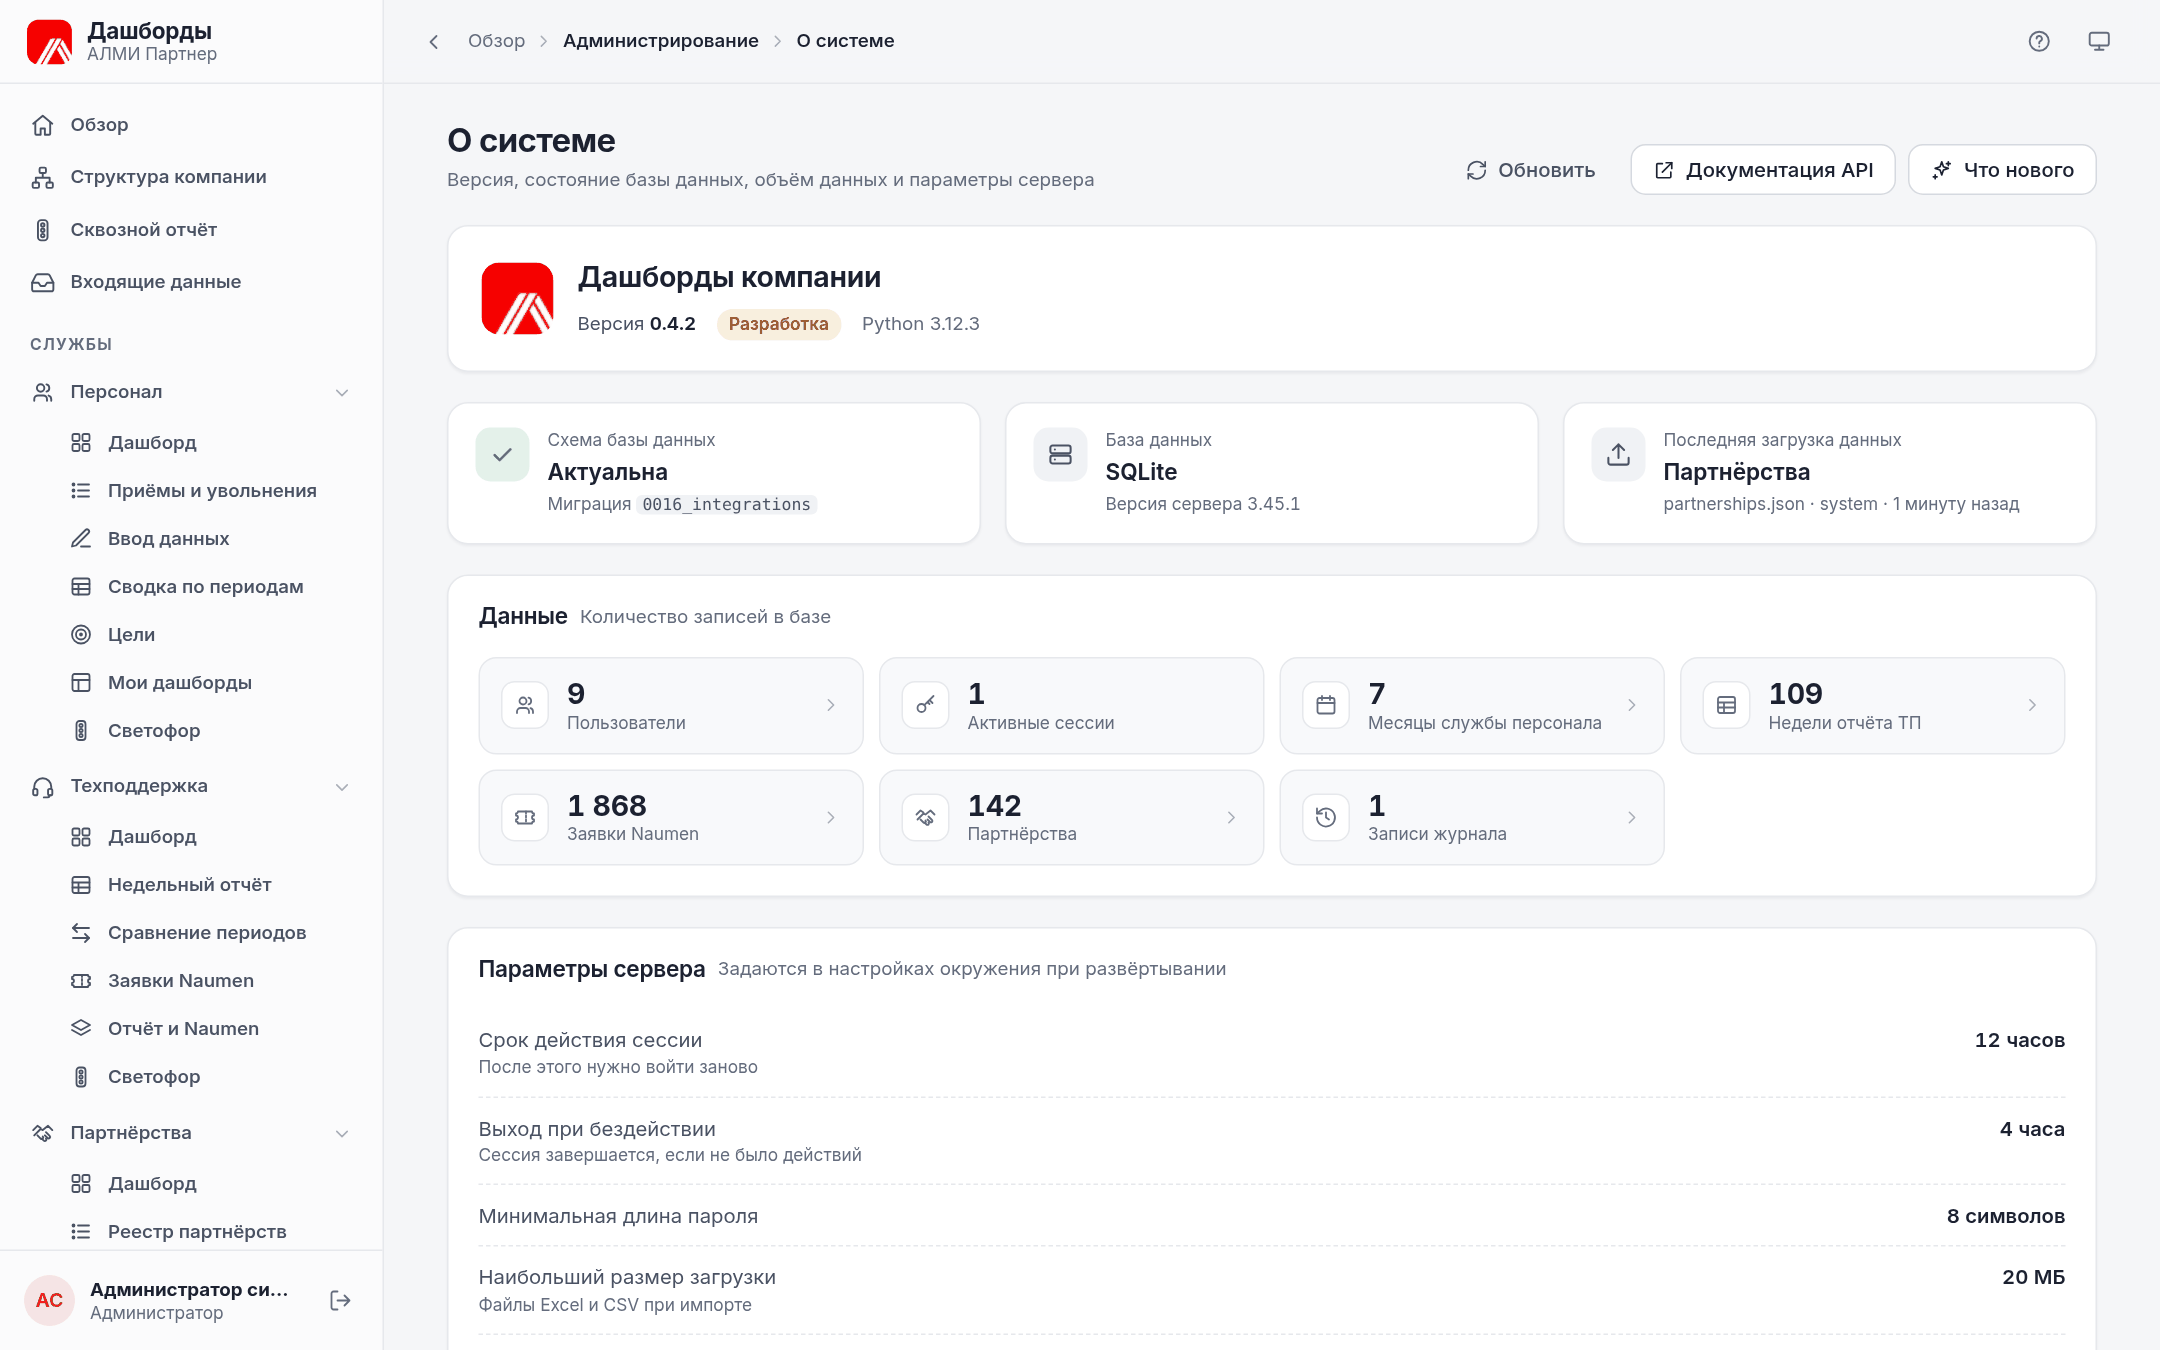 Дашборды
АЛМИ Партнер
Обзор
Структура компании
Сквозной отчёт
Входящие данные
СЛУЖБЫ
Персонал
Дашборд
Приёмы и увольнения
Ввод данных
Сводка по периодам
Цели
Мои дашборды
Светофор
Техподдержка
Дашборд
Недельный отчёт
Сравнение периодов
Заявки Naumen
Отчёт и Naumen
Светофор
Партнёрства
Дашборд
Реестр партнёрств
АС
Администратор си...
Администратор
Обзор > Администрирование > О системе
О системе
Версия, состояние базы данных, объём данных и параметры сервера
Обновить
Документация API
Что нового
Дашборды компании
Версия 0.4.2 Разработка Python 3.12.3
Схема базы данных
Актуальна
Миграция 0016_integrations
База данных
SQLite
Версия сервера 3.45.1
Последняя загрузка данных
Партнёрства
partnerships.json · system · 1 минуту назад
Данные Количество записей в базе
9
Пользователи
1
Активные сессии
7
Месяцы службы персонала
109
Недели отчёта ТП
1 868
Заявки Naumen
142
Партнёрства
1
Записи журнала
Параметры сервера Задаются в настройках окружения при развёртывании
Срок действия сессии 12 часов
После этого нужно войти заново
Выход при бездействии 4 часа
Сессия завершается, если не было действий
Минимальная длина пароля 8 символов
Наибольший размер загрузки 20 МБ
Файлы Excel и CSV при импорте